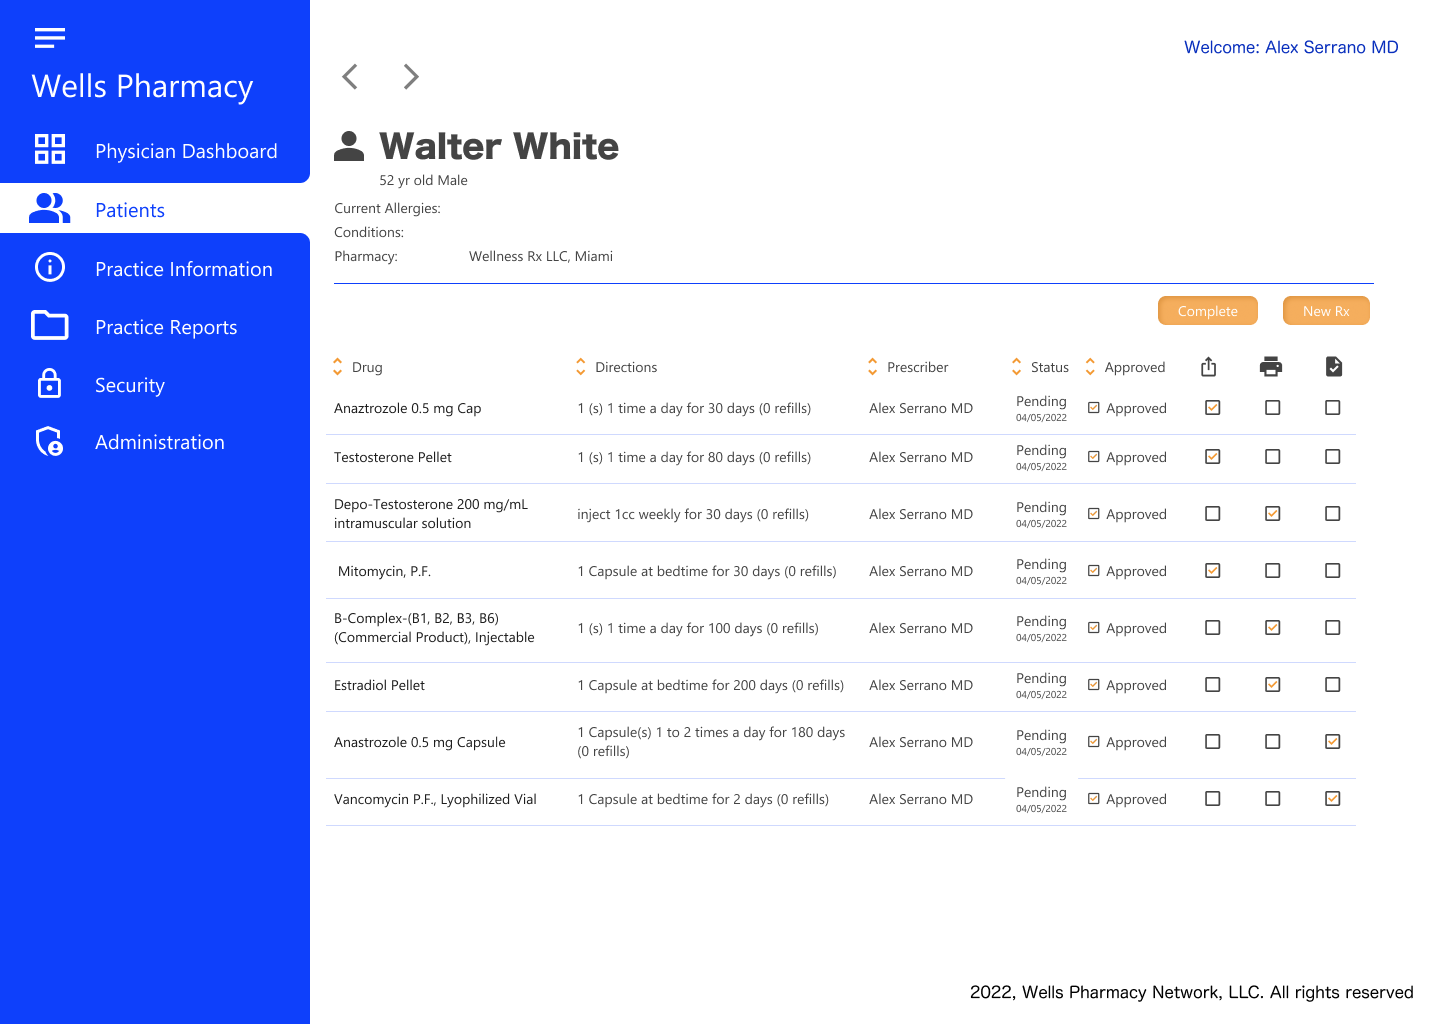 Welcome: Alex Serrano MD
Wells Pharmacy
Physician Dashboard
Patients
Practice Information
Practice Reports
Security
Administration
Walter White
52 yr old Male
Current Allergies:
Conditions:
Pharmacy: Wellness Rx LLC, Miami
Complete New Rx
Drug Directions Prescriber Status Approved
Anaztrozole 0.5 mg Cap 1 (s) 1 time a day for 30 days (0 refills) Alex Serrano MD Pending Approved
04/05/2022
Testosterone Pellet 1 (s) 1 time a day for 80 days (0 refills) Alex Serrano MD Pending Approved
04/05/2022
Depo-Testosterone 200 mg/mL
intramuscular solution inject 1cc weekly for 30 days (0 refills) Alex Serrano MD Pending Approved
04/05/2022
Mitomycin, P.F. 1 Capsule at bedtime for 30 days (0 refills) Alex Serrano MD Pending Approved
04/05/2022
B-Complex-(B1, B2, B3, B6)
(Commercial Product), Injectable 1 (s) 1 time a day for 100 days (0 refills) Alex Serrano MD Pending Approved
04/05/2022
Estradiol Pellet 1 Capsule at bedtime for 200 days (0 refills) Alex Serrano MD Pending Approved
04/05/2022
Anastrozole 0.5 mg Capsule 1 Capsule(s) 1 to 2 times a day for 180 days
(0 refills) Alex Serrano MD Pending Approved
04/05/2022
Vancomycin P.F., Lyophilized Vial 1 Capsule at bedtime for 2 days (0 refills) Alex Serrano MD Pending Approved
04/05/2022
2022, Wells Pharmacy Network, LLC. All rights reserved